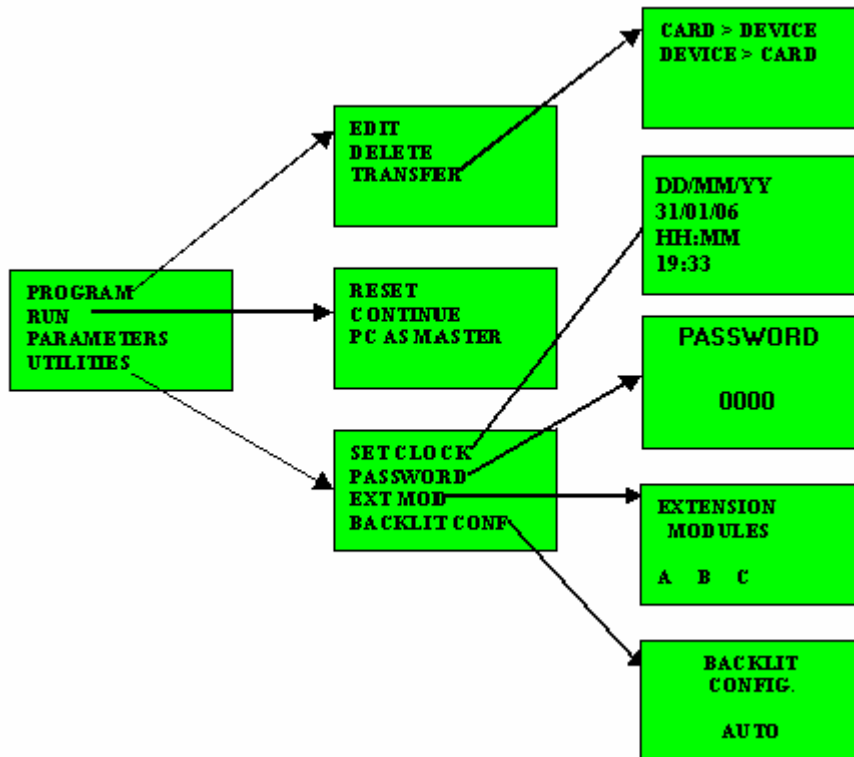 PROGRAM
RUN
PARAMETERS
UTILITIES
EDIT
DELETE
TRANSFER
RESET
CONTINUE
PC AS MASTER
SET CLOCK
PASSWORD
EXT MOD
BACKLIT CONF
CARD > DEVICE
DEVICE > CARD
DD/MM/YY
31/01/06
HH:MM
19:33
PASSWORD
0000
EXTENSION
MODULES
A B C
BACKLIT
CONFIG.
AUTO